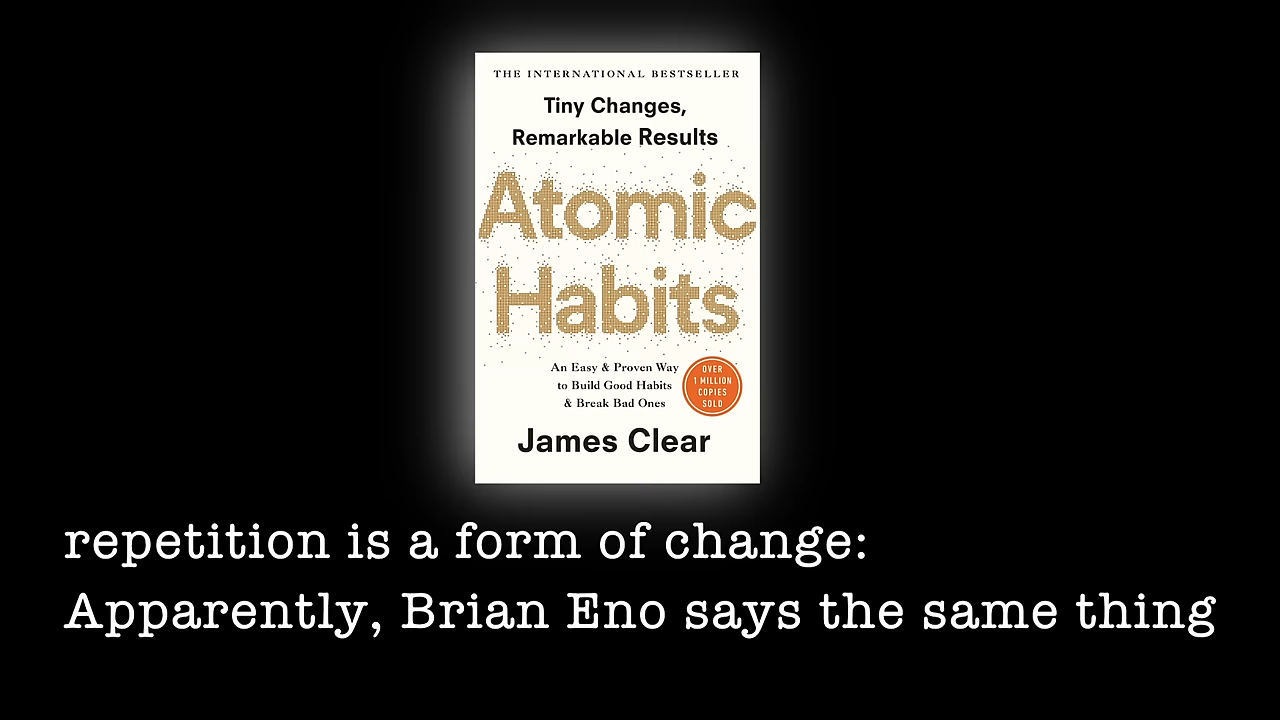 THE INTERNATIONAL BESTSELLER
Tiny Changes,
Remarkable Results
Atomic
Habits
An Easy & Proven Way
to Build Good Habits
& Break Bad Ones
OVER
1 MILLION
COPIES
SOLD
James Clear
repetition is a form of change:
Apparently, Brian Eno says the same thing